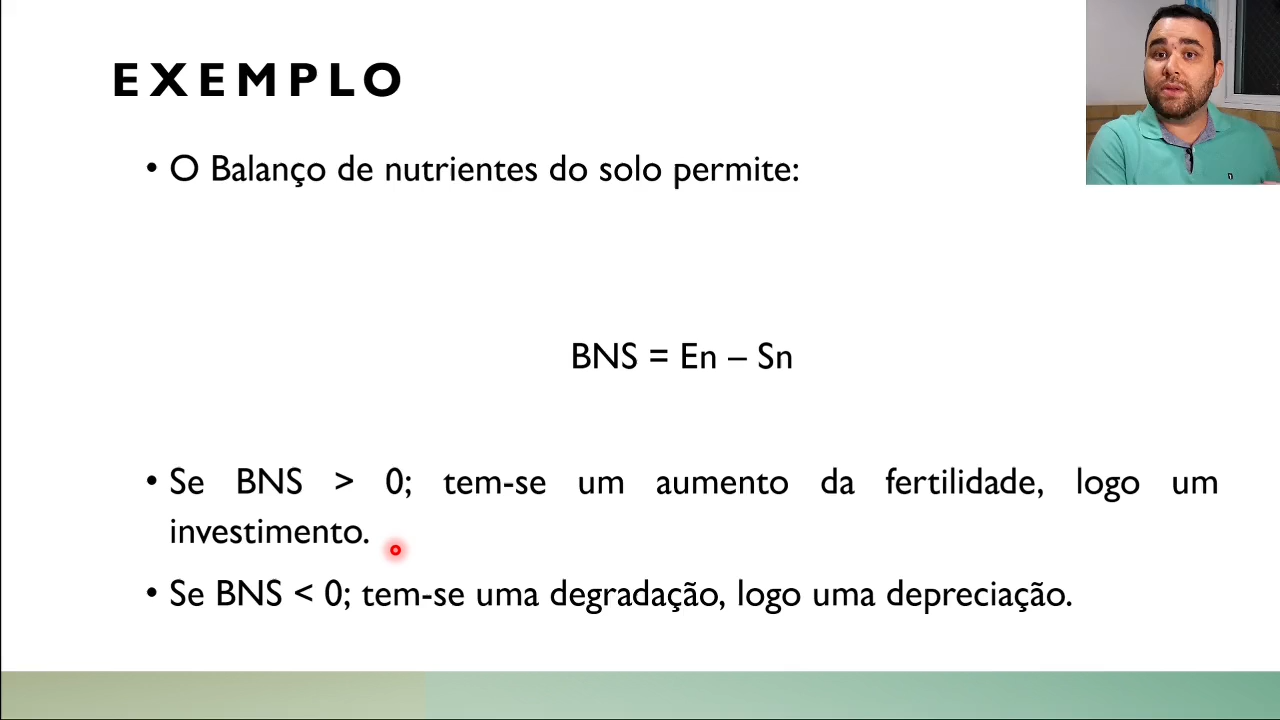 EXEMPLO
• O Balanço de nutrientes do solo permite:
BNS = En – Sn
• Se BNS > 0; tem-se um aumento da fertilidade, logo um
investimento.
• Se BNS < 0; tem-se uma degradação, logo uma depreciação.